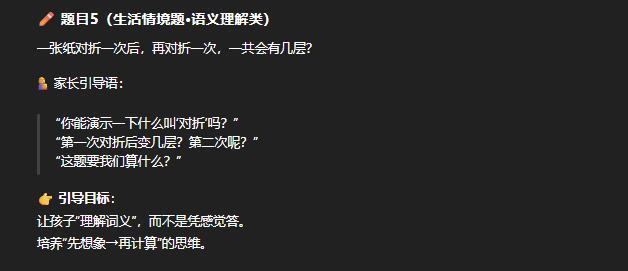 ✏️ 题目5（生活情境题•语义理解类）
一张纸对折一次后，再对折一次，一共会有几层？
👩‍🏫 家长引导语：
“你能演示一下什么叫‘对折’吗？”
“第一次对折后变几层？第二次呢？”
“这题要我们算什么？”
👉 引导目标：
让孩子“理解词义”，而不是凭感觉答。
培养“先想象→再计算”的思维。